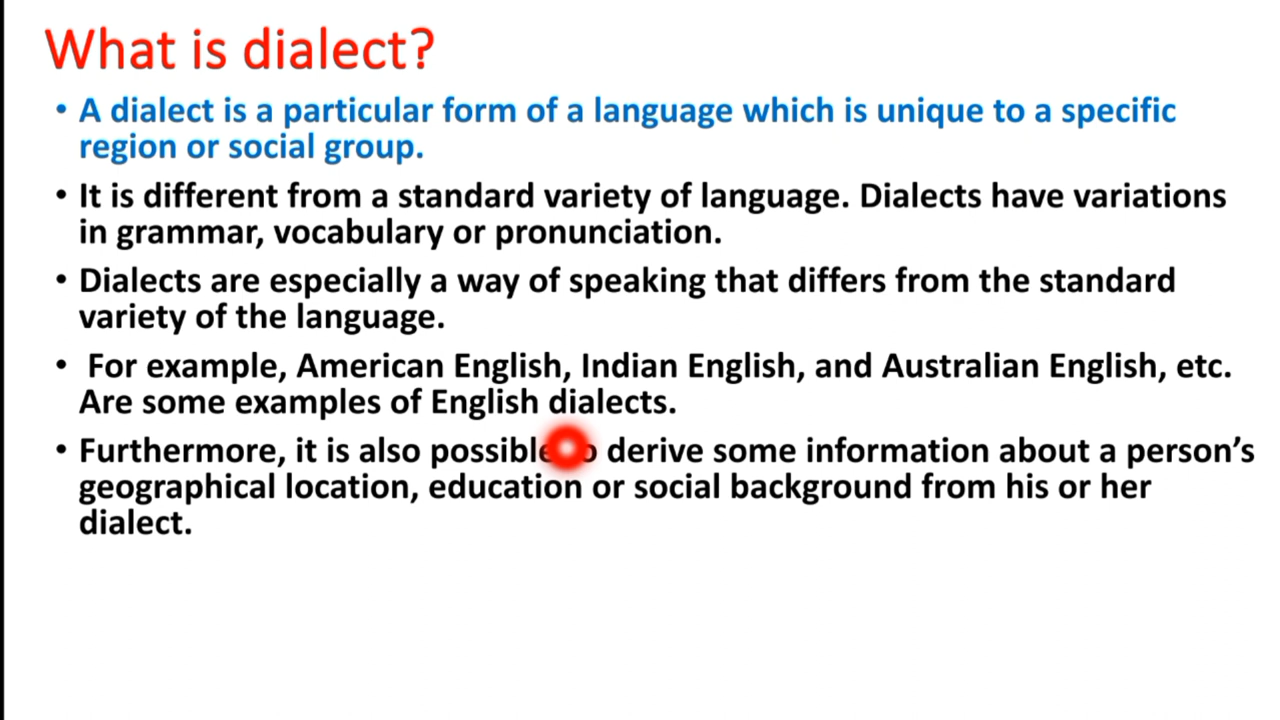 What is dialect?
• A dialect is a particular form of a language which is unique to a specific
region or social group.
• It is different from a standard variety of language. Dialects have variations
in grammar, vocabulary or pronunciation.
• Dialects are especially a way of speaking that differs from the standard
variety of the language.
• For example, American English, Indian English, and Australian English, etc.
Are some examples of English dialects.
• Furthermore, it is also possible to derive some information about a person’s
geographical location, education or social background from his or her
dialect.